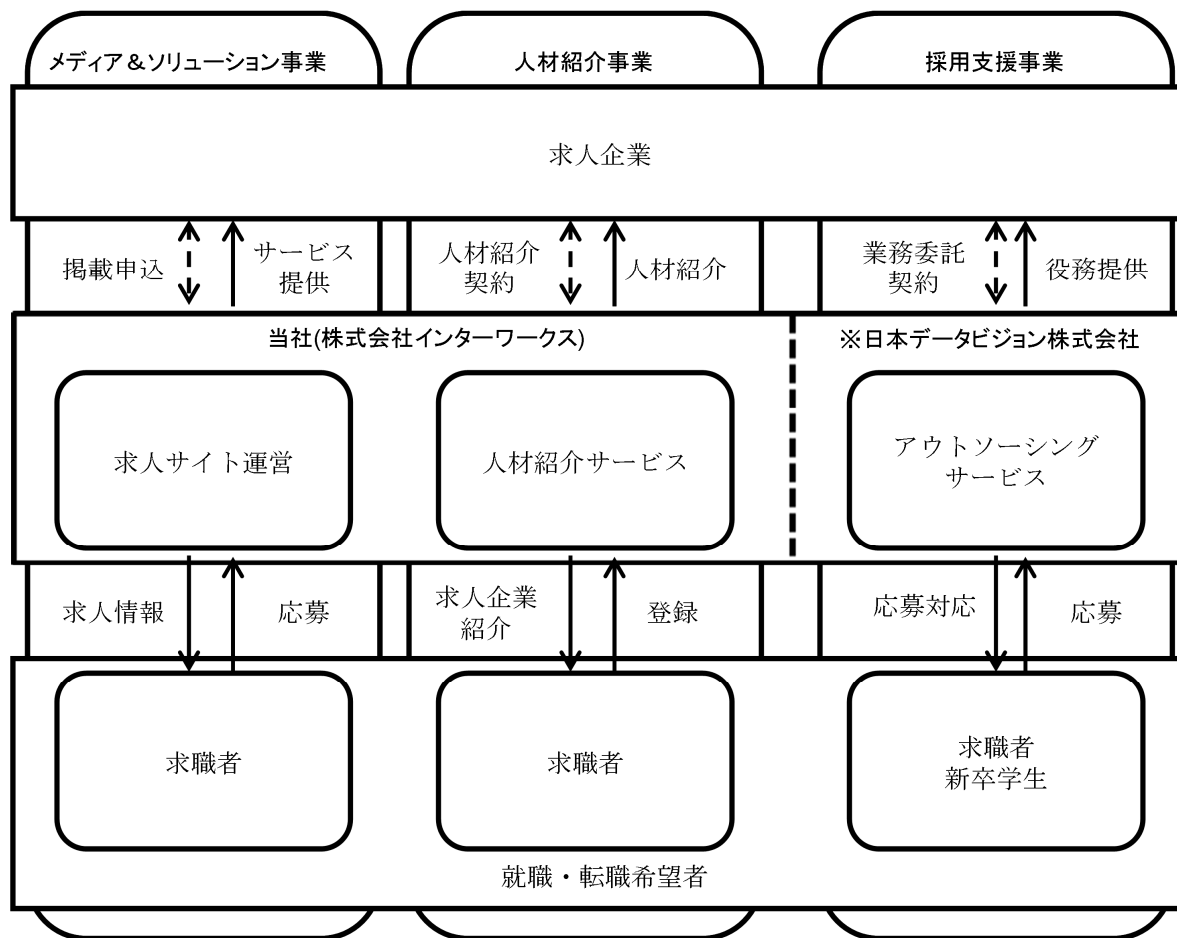 メディア＆ソリューション事業
人材紹介事業
採用支援事業
求人企業
掲載申込
サービス
提供
人材紹介
契約
人材紹介
業務委託
契約
役務提供
当社(株式会社インターワークス)
※日本データビジョン株式会社
求人サイト運営
人材紹介サービス
アウトソーシング
サービス
求人情報
応募
求人企業
紹介
登録
応募対応
応募
求職者
求職者
求職者
新卒学生
就職・転職希望者